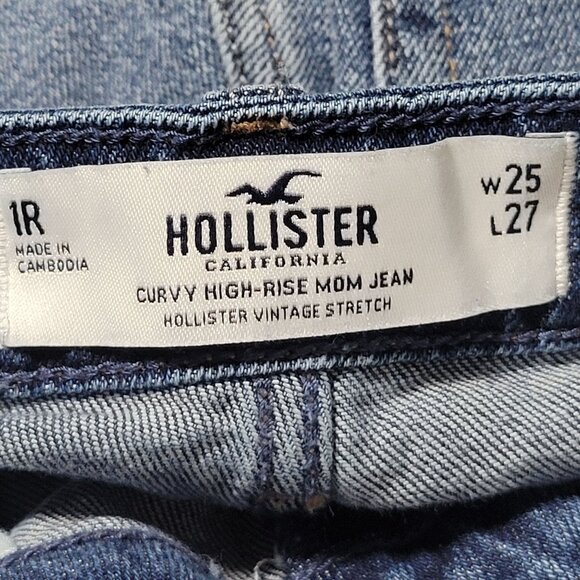 1R
MADE IN
CAMBODIA
HOLLISTER
CALIFORNIA
CURVY HIGH-RISE MOM JEAN
HOLLISTER VINTAGE STRETCH
W25
L27